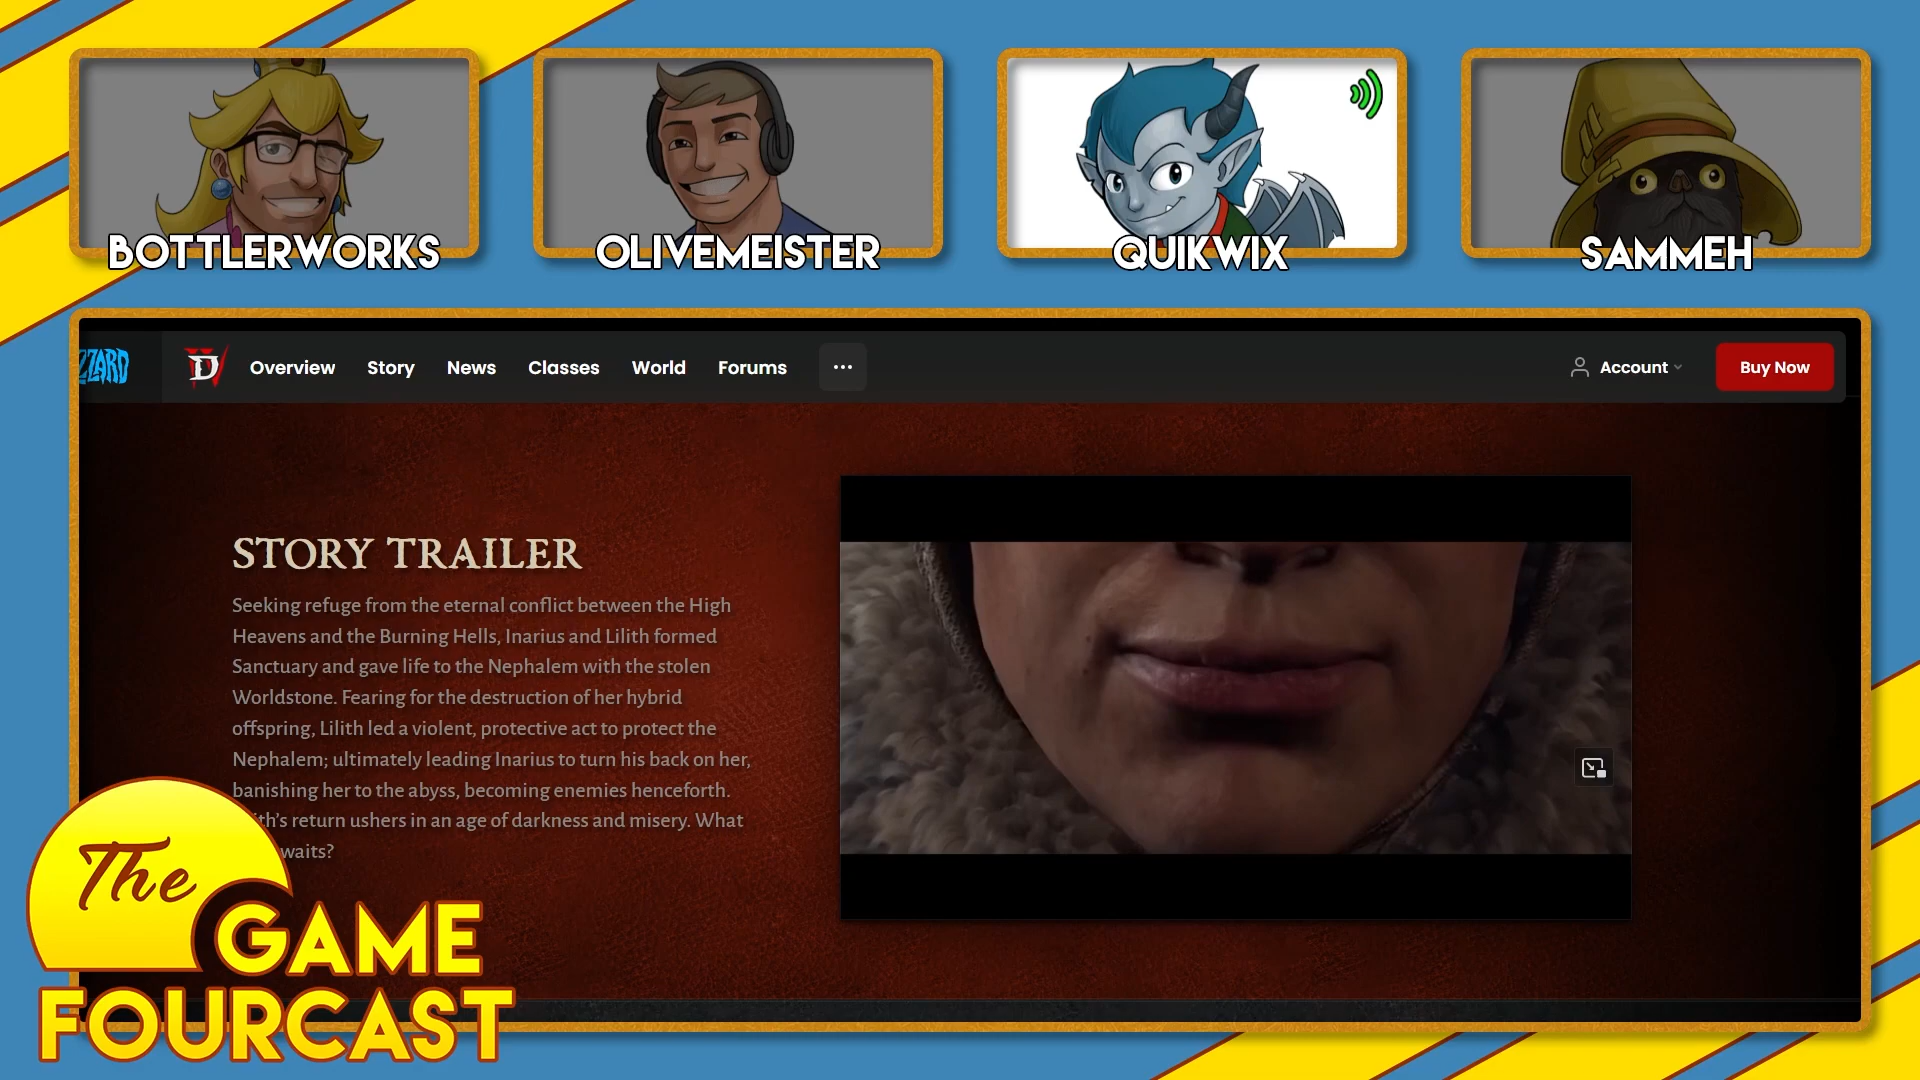 BOTTLERWORKS
OLIVEMEISTER
QUIKWIX
SAMMEH
ZZARD
D
Overview
Story
News
Classes
World
Forums
Account
Buy Now
STORY TRAILER
Seeking refuge from the eternal conflict between the High
Heavens and the Burning Hells, Inarius and Lilith formed
Sanctuary and gave life to the Nephalem with the stolen
Worldstone. Fearing for the destruction of her hybrid
offspring, Lilith led a violent, protective act to protect the
Nephalem; ultimately leading Inarius to turn his back on her,
banishing her to the abyss, becoming enemies henceforth.
ith's return ushers in an age of darkness and misery. What
waits?
The
GAME
FOURCAST